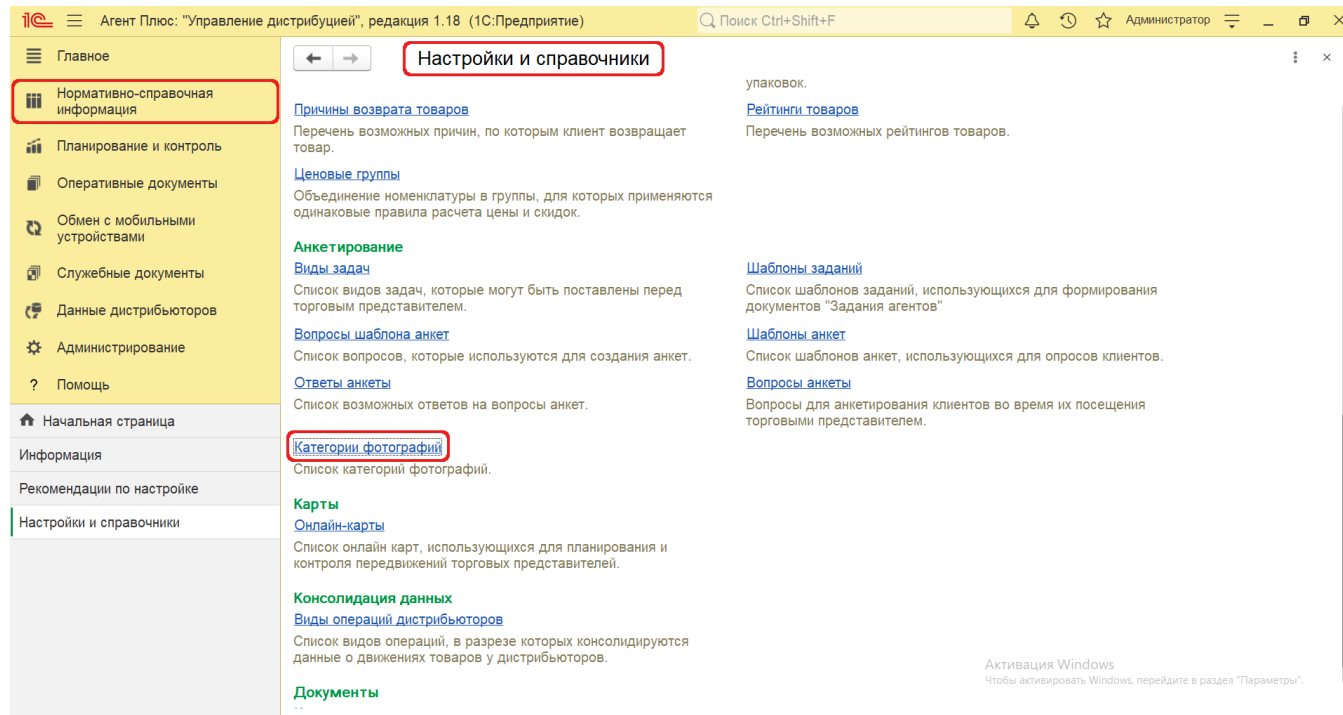 1С Агент Плюс: "Управление дистрибуцией", редакция 1.18 (1С:Предприятие)
Поиск Ctrl+Shift+F
Администратор
Главное
Нормативно-справочная
информация
Планирование и контроль
Оперативные документы
Обмен с мобильными
устройствами
Служебные документы
Данные дистрибьюторов
Администрирование
? Помощь
Начальная страница
Информация
Рекомендации по настройке
Настройки и справочники
Настройки и справочники
упаковок.
Причины возврата товаров
Перечень возможных причин, по которым клиент возвращает
товар.
Рейтинги товаров
Перечень возможных рейтингов товаров.
Ценовые группы
Объединение номенклатуры в группы, для которых применяются
одинаковые правила расчета цены и скидок.
Анкетирование
Виды задач
Список видов задач, которые могут быть поставлены перед
торговым представителем.
Шаблоны заданий
Список шаблонов заданий, использующихся для формирования
документов "Задания агентов"
Вопросы шаблона анкет
Список вопросов, которые используются для создания анкет.
Шаблоны анкет
Список шаблонов анкет, использующихся для опросов клиентов.
Ответы анкеты
Список возможных ответов на вопросы анкет.
Вопросы анкеты
Вопросы для анкетирования клиентов во время их посещения
торговыми представителем.
Категории фотографий
Список категорий фотографий.
Карты
Онлайн-карты
Список онлайн карт, использующихся для планирования и
контроля передвижений торговых представителей.
Консолидация данных
Виды операций дистрибьюторов
Список видов операций, в разрезе которых консолидируются
данные о движениях товаров у дистрибьюторов.
Документы
Активация Windows
Чтобы активировать Windows, перейдите в раздел "Параметры".